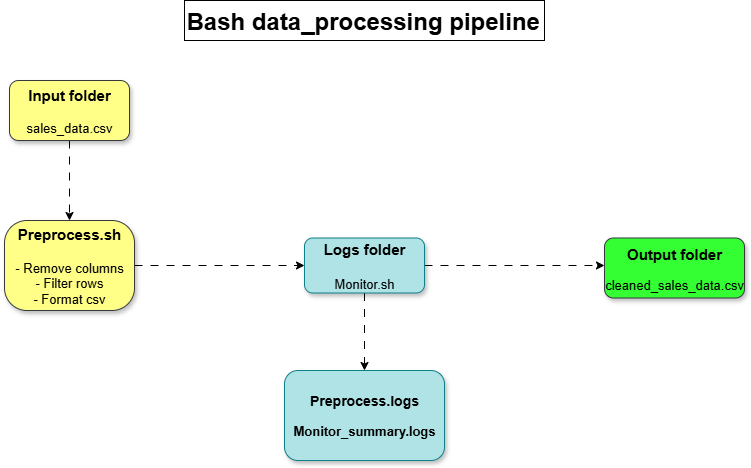 Bash data_processing pipeline
Input folder
sales_data.csv
Preprocess.sh
- Remove columns
- Filter rows
- Format csv
Logs folder
Monitor.sh
Output folder
cleaned_sales_data.csv
Preprocess.logs
Monitor_summary.logs